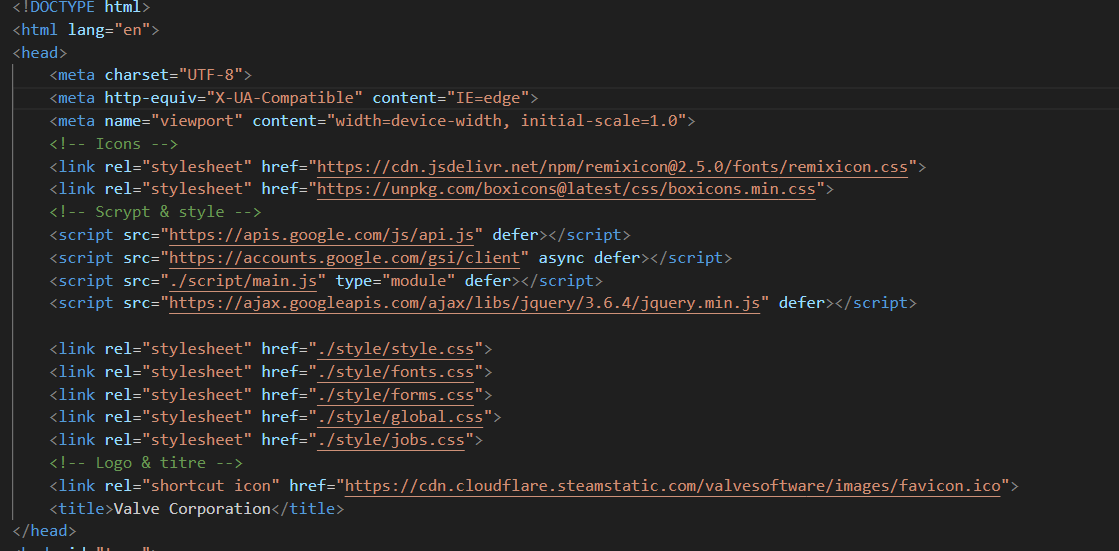 <!DOCTYPE html>
<html lang="en">
<head>
    <meta charset="UTF-8">
    <meta http-equiv="X-UA-Compatible" content="IE=edge">
    <meta name="viewport" content="width=device-width, initial-scale=1.0">
    <!-- Icons -->
    <link rel="stylesheet" href="https://cdn.jsdelivr.net/npm/remixicon@2.5.0/fonts/remixicon.css">
    <link rel="stylesheet" href="https://unpkg.com/boxicons@latest/css/boxicons.min.css">
    <!-- Scrypt & style -->
    <script src="https://apis.google.com/js/api.js" defer></script>
    <script src="https://accounts.google.com/gsi/client" async defer></script>
    <script src="./script/main.js" type="module" defer></script>
    <script src="https://ajax.googleapis.com/ajax/libs/jquery/3.6.4/jquery.min.js" defer></script>

    <link rel="stylesheet" href="./style/style.css">
    <link rel="stylesheet" href="./style/fonts.css">
    <link rel="stylesheet" href="./style/forms.css">
    <link rel="stylesheet" href="./style/global.css">
    <link rel="stylesheet" href="./style/jobs.css">
    <!-- Logo & titre -->
    <link rel="shortcut icon" href="https://cdn.cloudflare.steamstatic.com/valvesoftware/images/favicon.ico">
    <title>Valve Corporation</title>
</head>